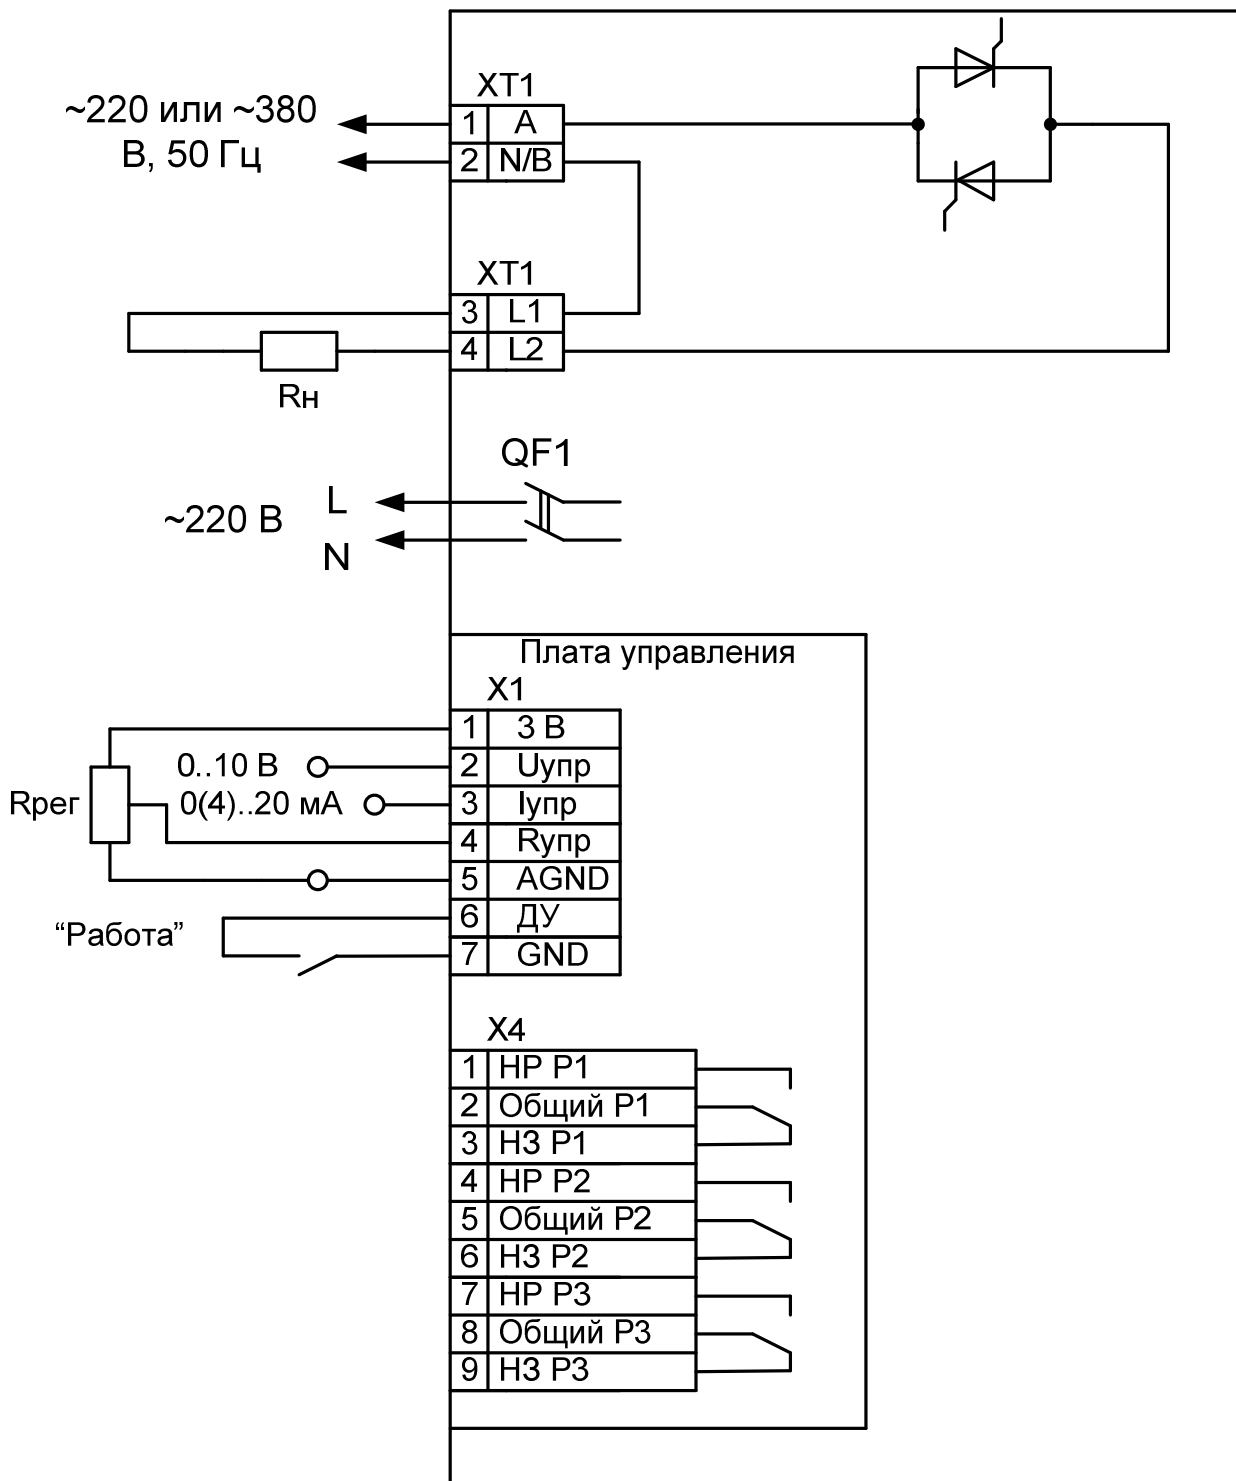 XT1
~220 или ~380
В, 50 Гц
1 A
2 N/B
XT1
3 L1
4 L2
Rн
QF1
~220 В
L
N
Плата управления
X1
1 3 В
0..10 В 2 Uупр
Rрег 0(4)..20 мА 3 Iупр
4 Rупр
5 AGND
“Работа” 6 ДУ
7 GND
X4
1 НР Р1
2 Общий Р1
3 НЗ Р1
4 НР Р2
5 Общий Р2
6 НЗ Р2
7 НР Р3
8 Общий Р3
9 НЗ Р3